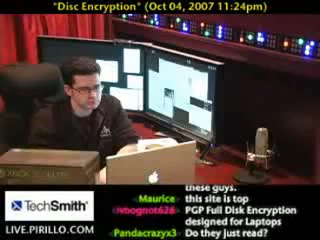 "Disc Encryption" (Oct 04, 2007 11:24pm)
these guys.
Maurice this site is top
PGP Full Disk Encryption
designed for Laptops
Pandacrazyx3 Do they just read?
TechSmith
LIVE.PIRILLO.COM